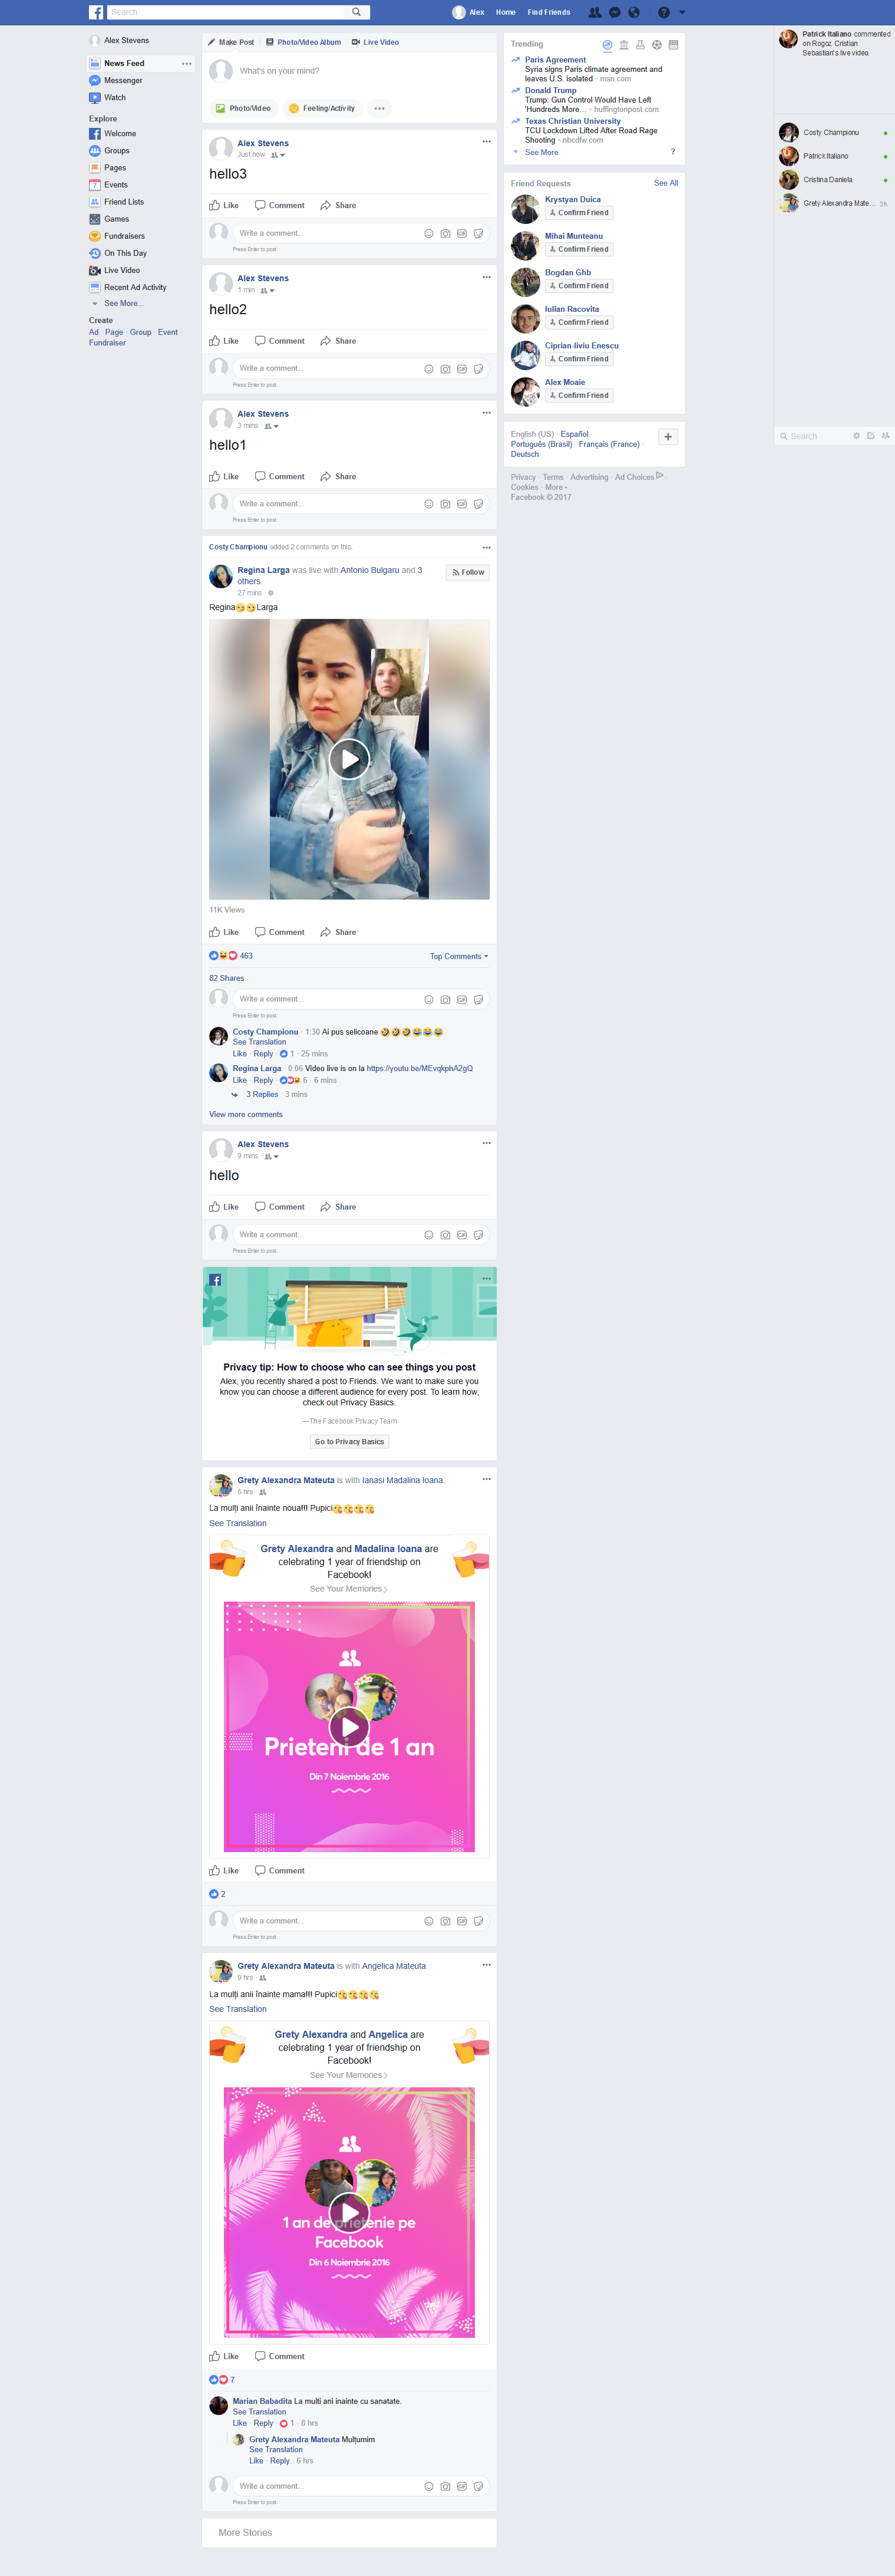 Search
Alex Home Find Friends
Alex Stevens
News Feed
Messenger
Watch
Explore
Welcome
Groups
Pages
Events
Friend Lists
Games
Fundraisers
On This Day
Live Video
Recent Ad Activity
See More...
Create
Ad · Page · Group · Event ·
Fundraiser
Make Post Photo/Video Album Live Video
What's on your mind?
Photo/Video Feeling/Activity
Alex Stevens
Just now ·
hello3
Like Comment Share
Write a comment...
Press Enter to post.
Alex Stevens
1 min ·
hello2
Like Comment Share
Write a comment...
Press Enter to post.
Alex Stevens
3 mins ·
hello1
Like Comment Share
Write a comment...
Press Enter to post.
Costy Championu added 2 comments on this.
Regina Larga was live with Antonio Bulgaru and 3
others.
27 mins ·
Follow
Regina😏😏Larga
11K Views
Like Comment Share
463
Top Comments
82 Shares
Write a comment...
Press Enter to post.
Costy Championu · 1:30 Ai pus selicoane 🤣🤣🤣😂😂😂
See Translation
Like · Reply · 1 · 25 mins
Regina Larga · 0:06 Video live is on la https://youtu.be/MEvqkphA2gQ
Like · Reply · 6 · 6 mins
3 Replies · 3 mins
View more comments
Alex Stevens
9 mins ·
hello
Like Comment Share
Write a comment...
Press Enter to post.
Privacy tip: How to choose who can see things you post
Alex, you recently shared a post to Friends. We want to make sure you
know you can choose a different audience for every post. To learn how,
check out Privacy Basics.
—The Facebook Privacy Team
Go to Privacy Basics
Grety Alexandra Mateuta is with Ianasi Madalina Ioana.
6 hrs ·
La mulți anii înainte noua!!! Pupici😘😘😘😘
See Translation
Grety Alexandra and Madalina Ioana are
celebrating 1 year of friendship on
Facebook!
See Your Memories
Prieteni de 1 an
Din 7 Noiembrie 2016
Like Comment
2
Write a comment...
Press Enter to post.
Grety Alexandra Mateuta is with Angelica Mateuta.
9 hrs ·
La mulți anii înainte mama!!! Pupici😘😘😘😘
See Translation
Grety Alexandra and Angelica are
celebrating 1 year of friendship on
Facebook!
See Your Memories
1 an de prietenie pe
Facebook
Din 6 Noiembrie 2016
Like Comment
7
Marian Babadita La multi ani inainte cu sanatate.
See Translation
Like · Reply · 1 · 8 hrs
Grety Alexandra Mateuta Mulțumim
See Translation
Like · Reply · 6 hrs
Write a comment...
Press Enter to post.
More Stories
Trending
Paris Agreement
Syria signs Paris climate agreement and
leaves U.S. isolated - msn.com
Donald Trump
Trump: Gun Control Would Have Left
'Hundreds More... - huffingtonpost.com
Texas Christian University
TCU Lockdown Lifted After Road Rage
Shooting - nbcdfw.com
See More ?
Friend Requests See All
Krystyan Duica
Confirm Friend
Mihai Munteanu
Confirm Friend
Bogdan Ghb
Confirm Friend
Iulian Racovita
Confirm Friend
Ciprian-liviu Enescu
Confirm Friend
Alex Moaie
Confirm Friend
English (US) · Español ·
Português (Brasil) · Français (France) ·
Deutsch
Privacy · Terms · Advertising · Ad Choices ·
Cookies · More
Facebook © 2017
Patrick Italiano commented
on Rogoz Cristian
Sebastian's live video.
Costy Championu
Patrick Italiano
Cristina Daniela
Grety Alexandra Mate... 3h
Search